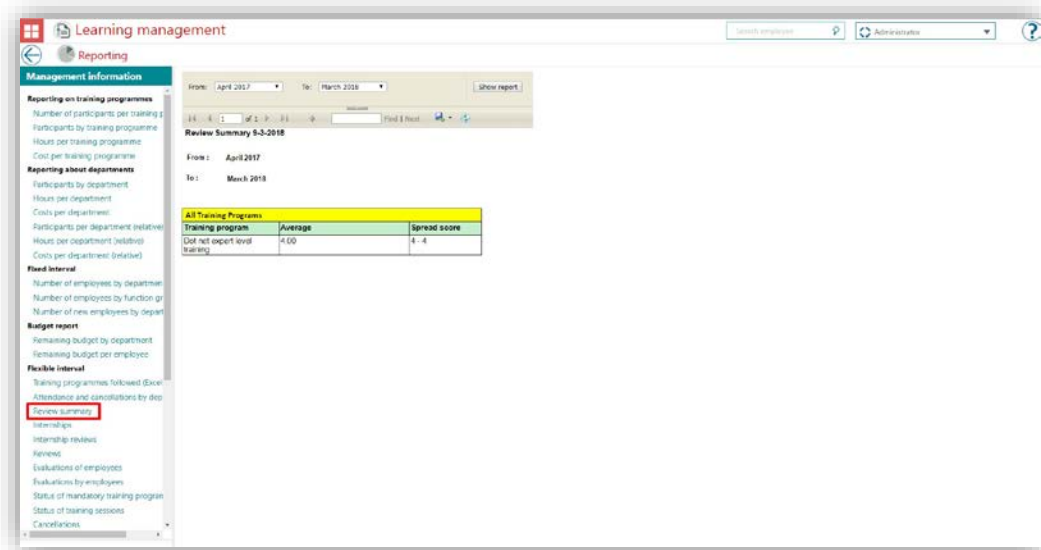 Learning management
Search employee
Administrator
?
Reporting
Management information
From: April 2017 To: March 2018 Show report
Reporting on training programmes
Number of participants per training p
Participants by training programme
Hours per training programme
Cost per training programme
Reporting about departments
Participants by department
Hours per department
Costs per department
Participants per department (relative)
Hours per department (relative)
Costs per department (relative)
Fixed interval
Number of employees by departmen
Number of employees by function gr
Number of new employees by depart
Budget report
Remaining budget by department
Remaining budget per employee
Flexible interval
Training programmes followed (Excel
Attendance and cancellations by dep
Review summary
Internships
Internship reviews
Reviews
Evaluations of employees
Evaluations by employees
Status of mandatory training program
Status of training sessions
Cancellations
1 of 1 Find | Next
Review Summary 9-3-2018
From : April 2017
To : March 2018
All Training Programs
Training program Average Spread score
Dot net expert level 4.00 4 - 4
training